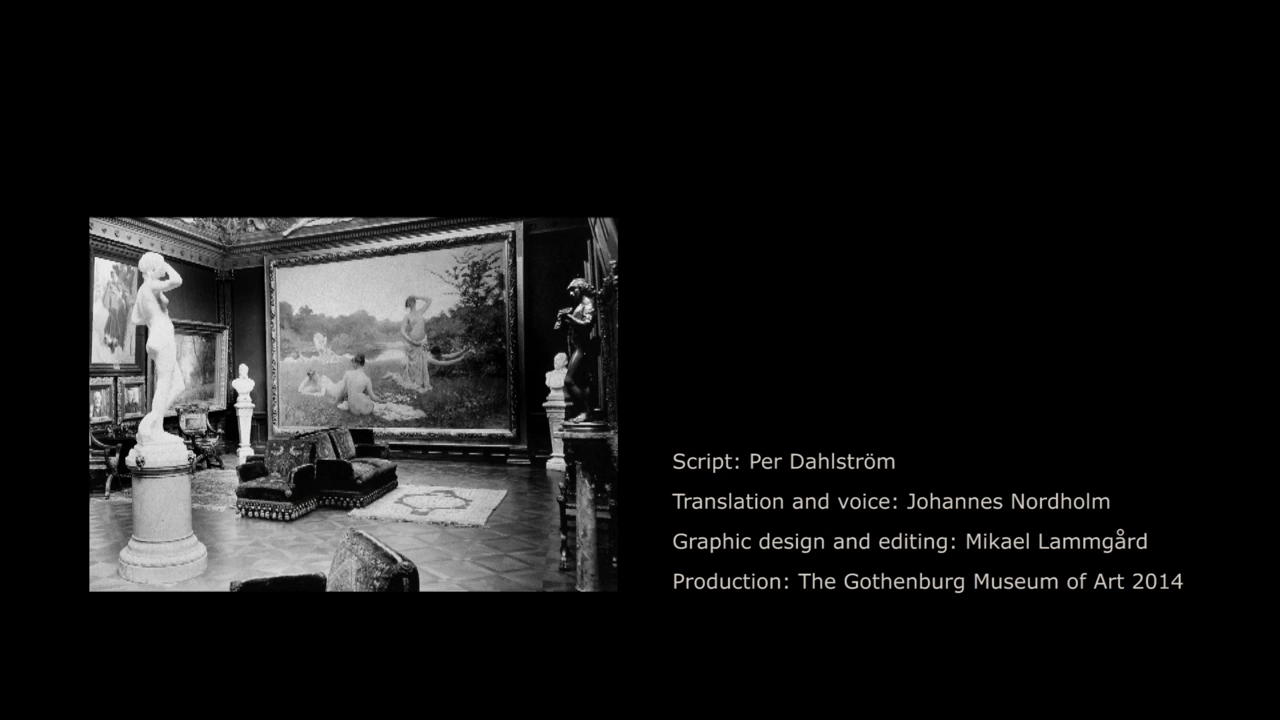 Script: Per Dahlström
Translation and voice: Johannes Nordholm
Graphic design and editing: Mikael Lammgård
Production: The Gothenburg Museum of Art 2014